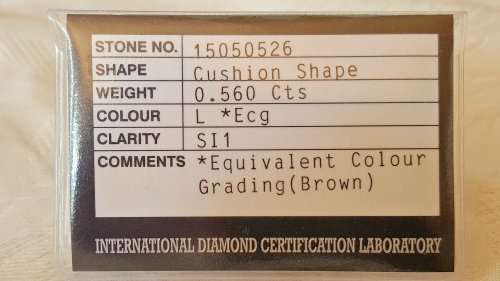 STONE NO. 15050526
SHAPE Cushion Shape
WEIGHT 0.560 Cts
COLOUR L *Ecg
CLARITY SI1
COMMENTS *Equivalent Colour
Grading(Brown)
INTERNATIONAL DIAMOND CERTIFICATION LABORATORY